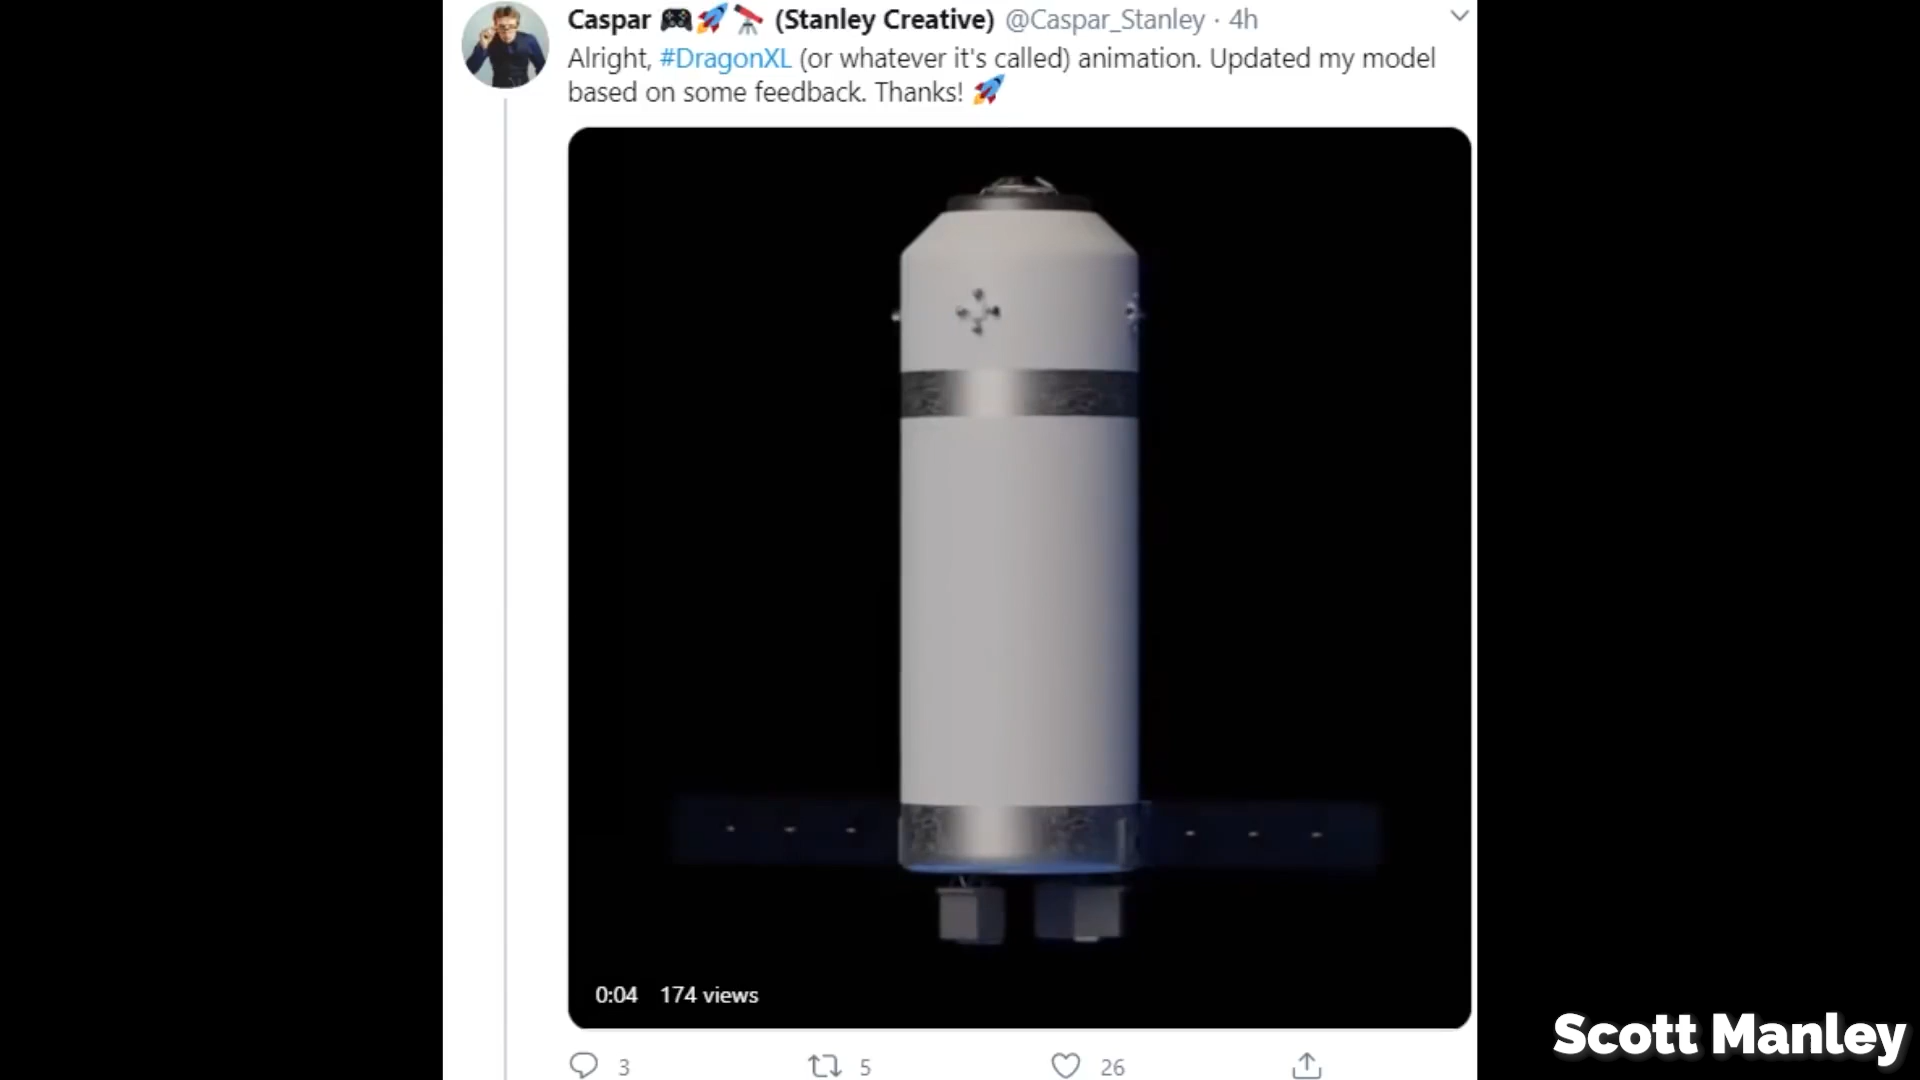 Caspar 🎮🚀🔭 (Stanley Creative) @Caspar_Stanley · 4h
Alright, #DragonXL (or whatever it's called) animation. Updated my model
based on some feedback. Thanks! 🚀
0:04 174 views
3 5 26
Scott Manley